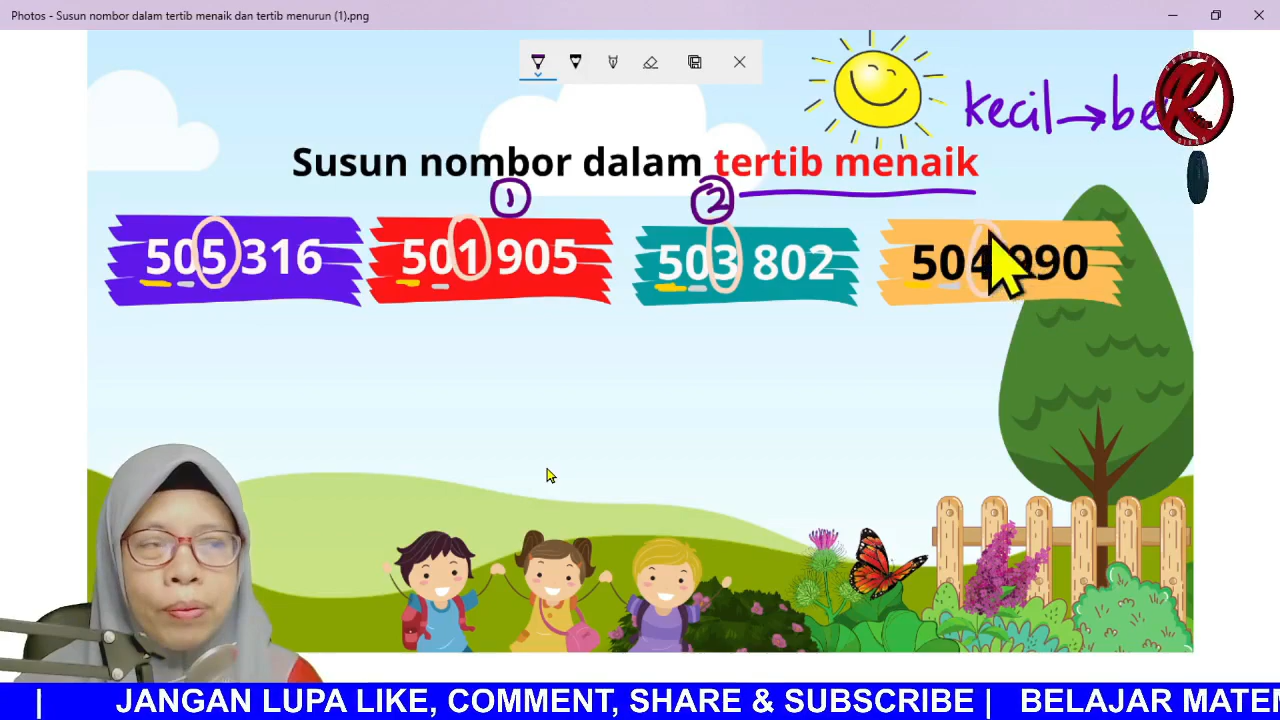 Photos - Susun nombor dalam tertib menaik dan tertib menurun (1).png
kecil→be
Susun nombor dalam tertib menaik
1 2
505 316 501 905 503 802 504 990
JANGAN LUPA LIKE, COMMENT, SHARE & SUBSCRIBE | BELAJAR MATEM